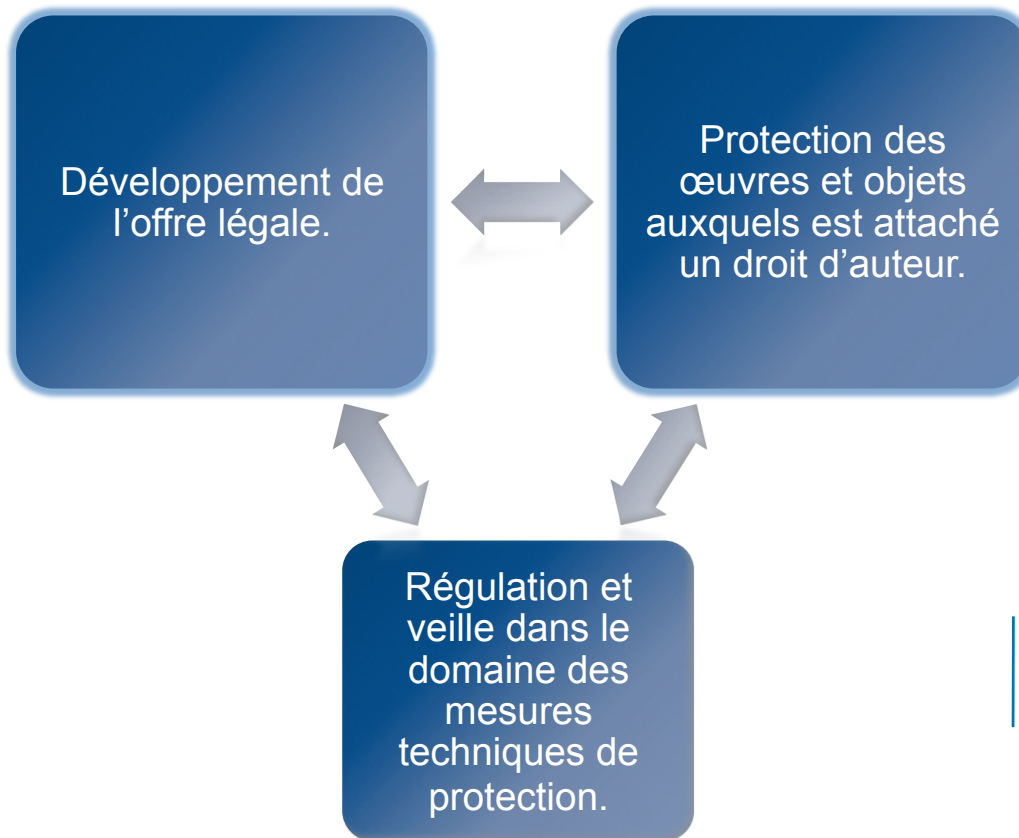 Développement de
l’offre légale.
Protection des
œuvres et objets
auxquels est attaché
un droit d’auteur.
Régulation et
veille dans le
domaine des
mesures
techniques de
protection.